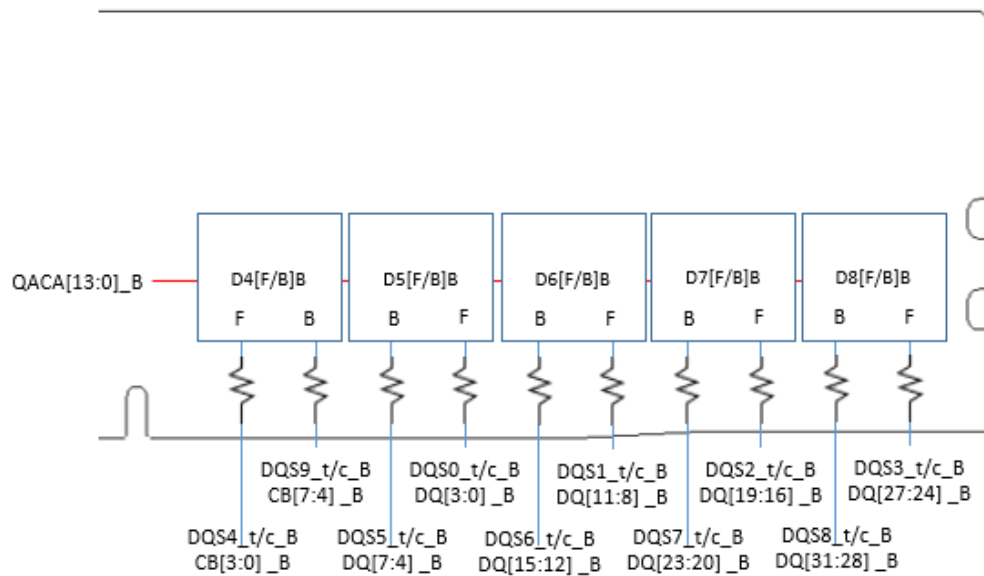 D4[F/B]B D5[F/B]B D6[F/B]B D7[F/B]B D8[F/B]B
QACA[13:0]_B
F B B F B F B F B F
DQS9_t/c_B DQS0_t/c_B DQS1_t/c_B DQS2_t/c_B DQS3_t/c_B
CB[7:4] _B DQ[3:0] _B DQ[11:8] _B DQ[19:16] _B DQ[27:24] _B
DQS4_t/c_B DQS5_t/c_B DQS6_t/c_B DQS7_t/c_B DQS8_t/c_B
CB[3:0] _B DQ[7:4] _B DQ[15:12] _B DQ[23:20] _B DQ[31:28] _B